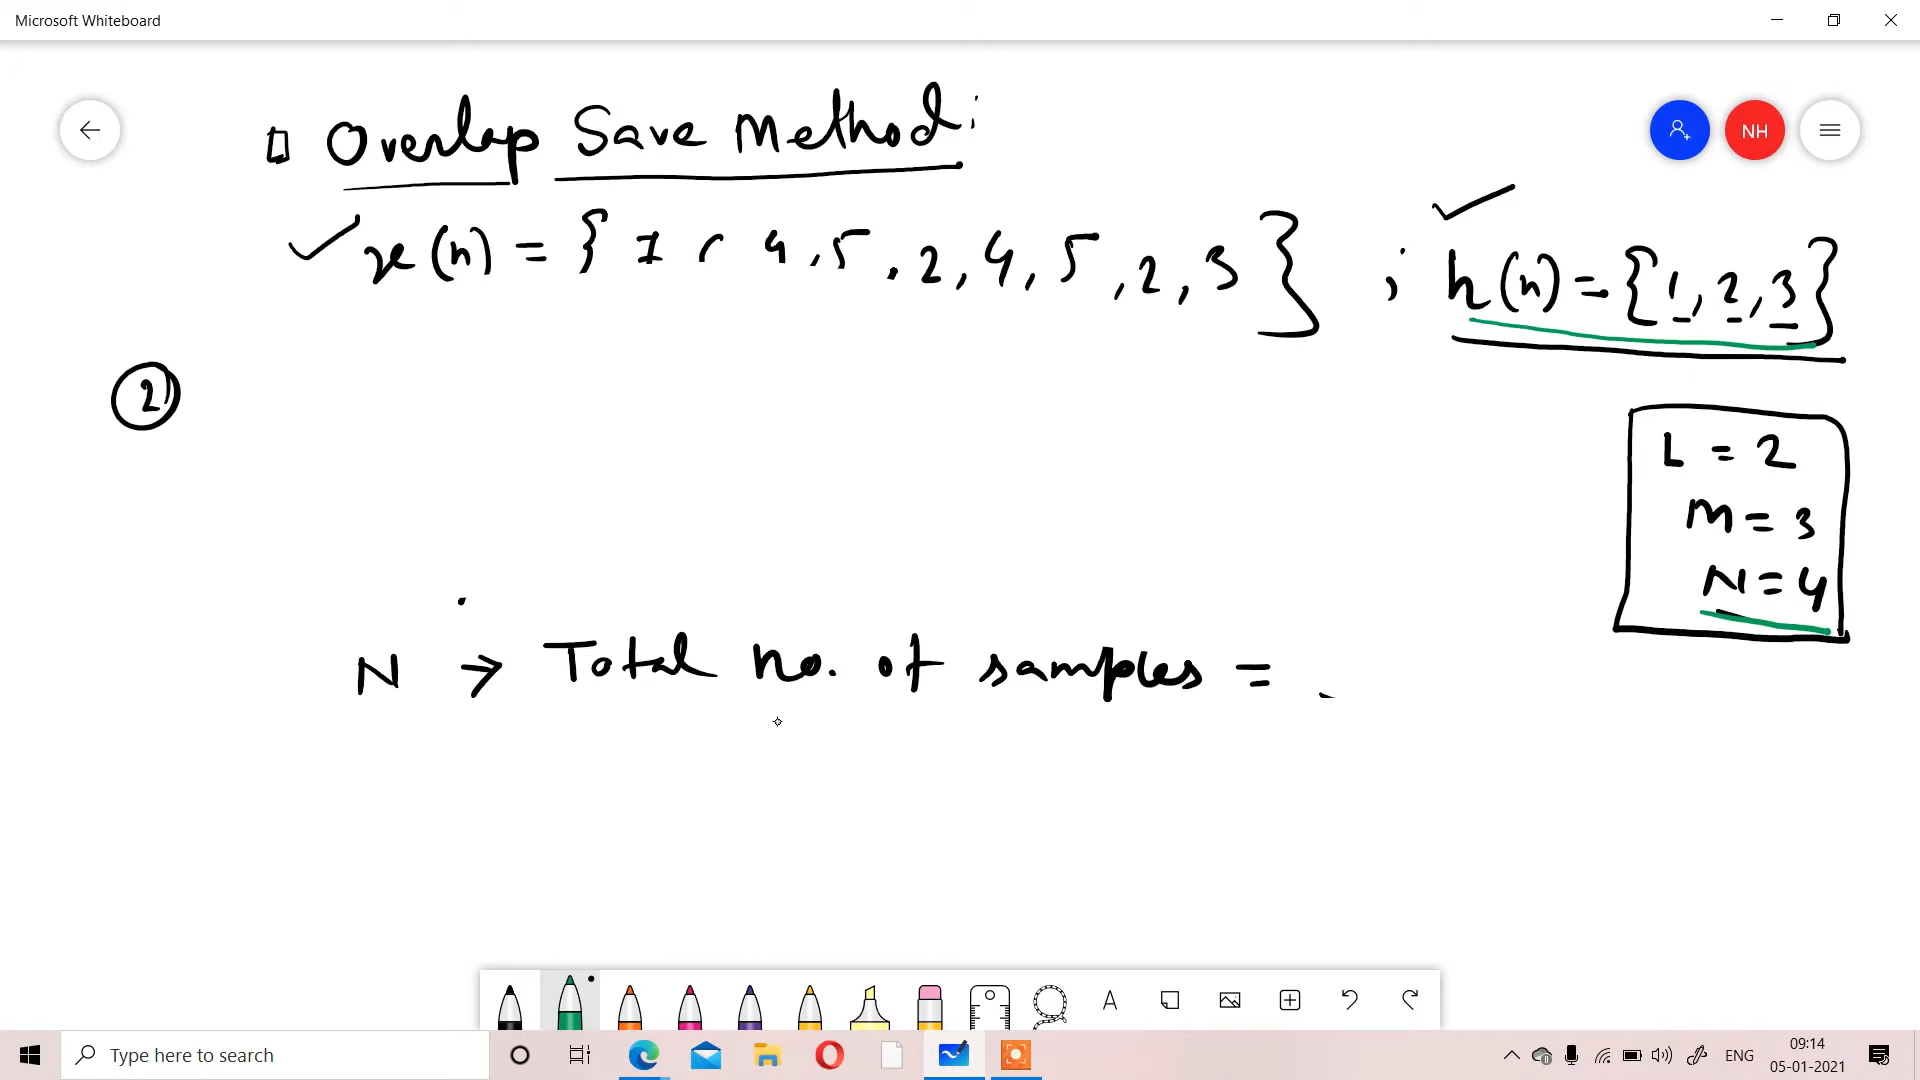 Microsoft Whiteboard
Overlap Save Method:
x(n) = { 1 , 4, 5, 2, 4, 5, 2, 3 } ; h(n) = {1, 2, 3}
NH
2
L = 2
M = 3
N = 4
N → Total no. of samples =
A
Type here to search
ENG
09:14
05-01-2021